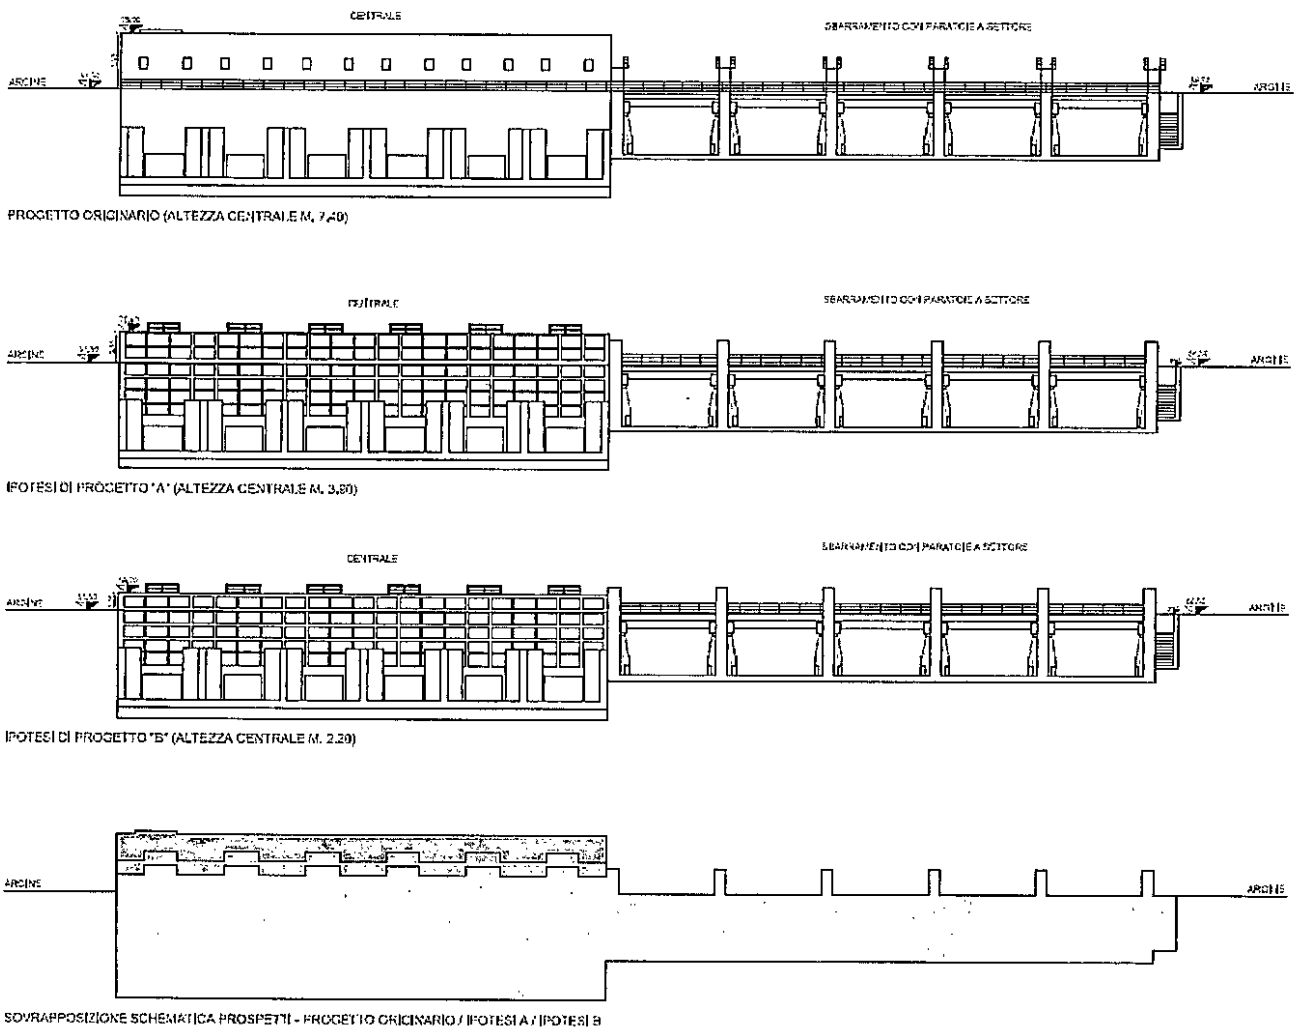 CENTRALE
SBARRAMENTO CON PARATOIE A SETTORE
ARGINE
ARGINE
PROGETTO ORIGINARIO (ALTEZZA CENTRALE M. 7,40)
CENTRALE
SBARRAMENTO CON PARATOIE A SETTORE
ARGINE
ARGINE
IPOTESI DI PROGETTO "A" (ALTEZZA CENTRALE M. 3,90)
CENTRALE
SBARRAMENTO CON PARATOIE A SETTORE
ARGINE
ARGINE
IPOTESI DI PROGETTO "B" (ALTEZZA CENTRALE M. 2,20)
ARGINE
ARGINE
SOVRAPPOSIZIONE SCHEMATICA PROSPETTI - PROGETTO ORIGINARIO / IPOTESI A / IPOTESI B